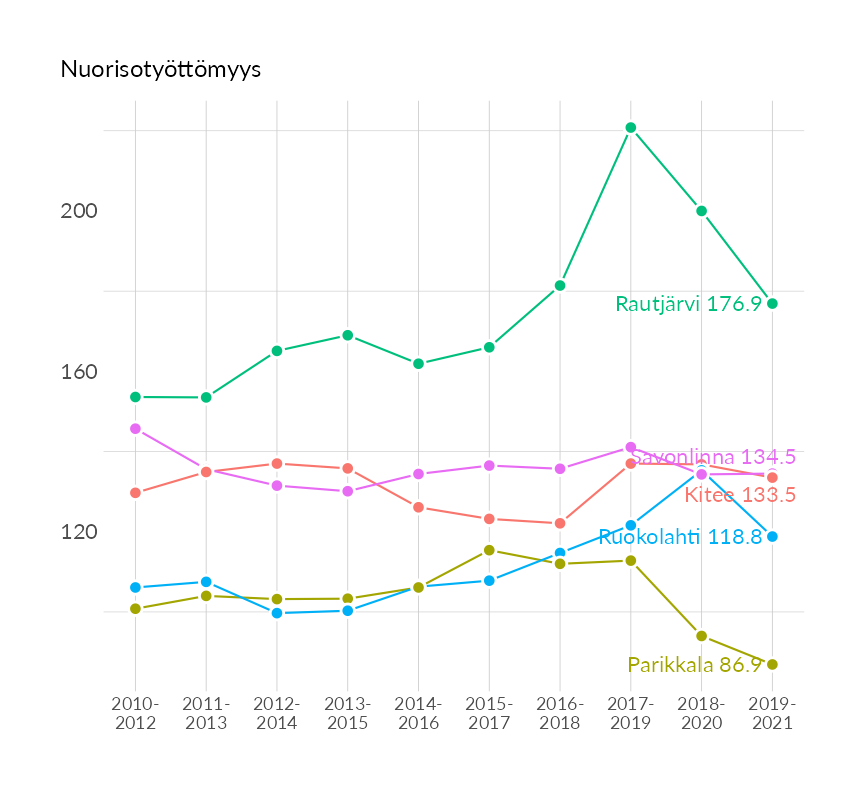 Nuorisotyöttömyys
200
160
120
Rautjärvi 176.9
Savonlinna 134.5
Kitee 133.5
Ruokolahti 118.8
Parikkala 86.9
2010- 2011- 2012- 2013- 2014- 2015- 2016- 2017- 2018- 2019-
2012 2013 2014 2015 2016 2017 2018 2019 2020 2021